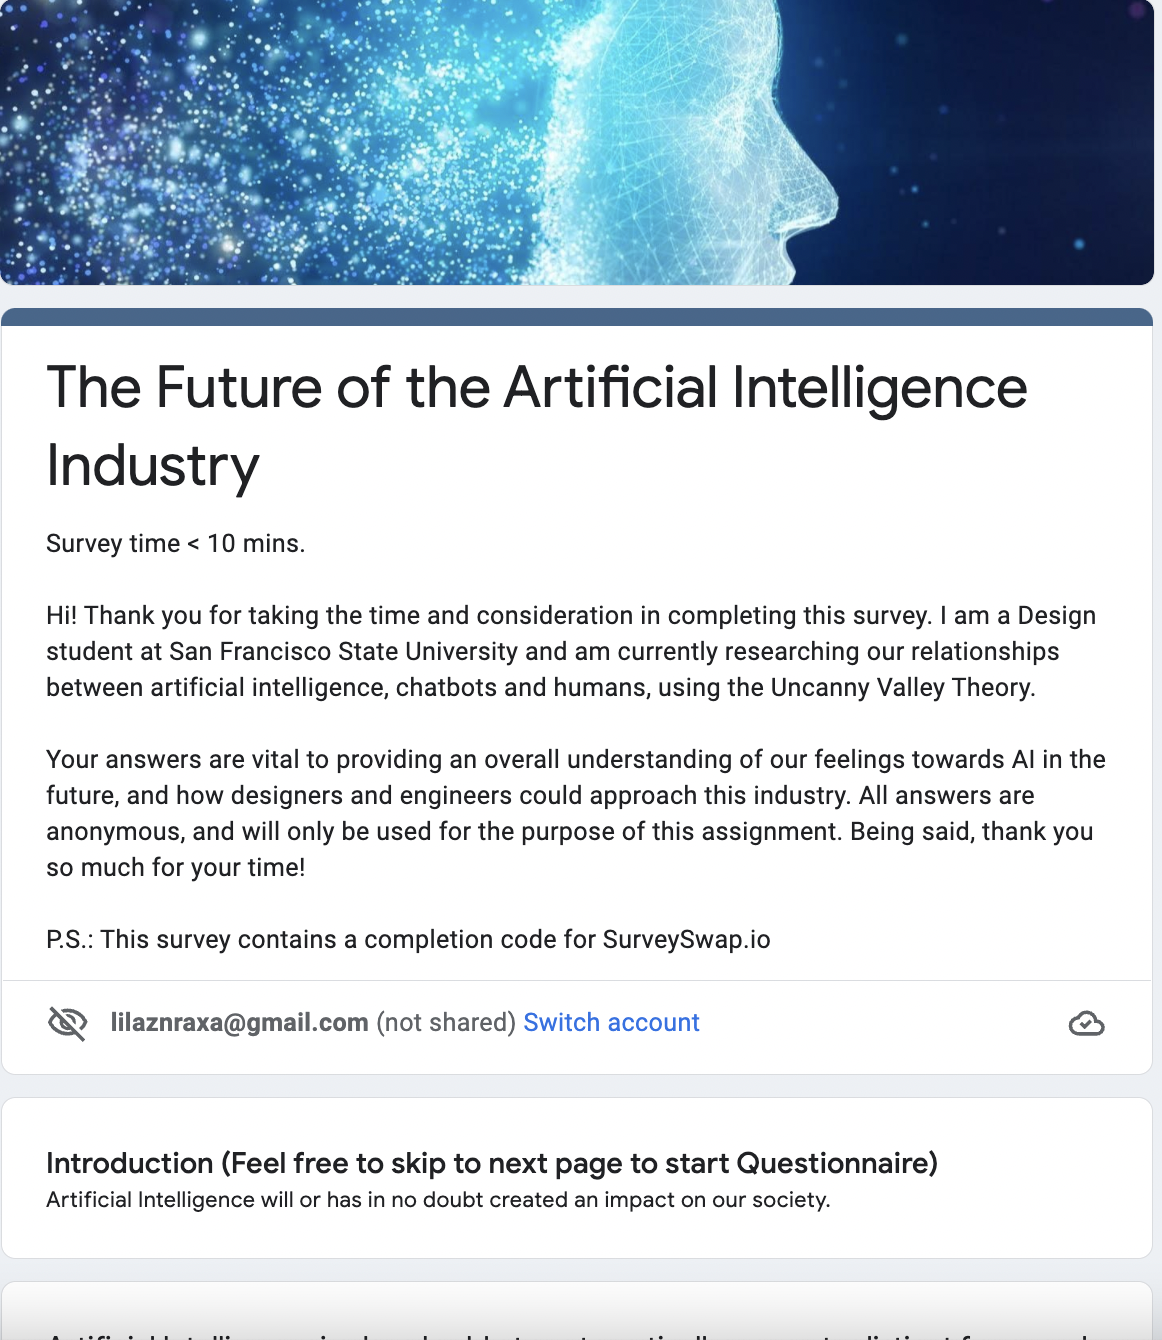 The Future of the Artificial Intelligence
Industry
Survey time < 10 mins.
Hi! Thank you for taking the time and consideration in completing this survey. I am a Design
student at San Francisco State University and am currently researching our relationships
between artificial intelligence, chatbots and humans, using the Uncanny Valley Theory.
Your answers are vital to providing an overall understanding of our feelings towards AI in the
future, and how designers and engineers could approach this industry. All answers are
anonymous, and will only be used for the purpose of this assignment. Being said, thank you
so much for your time!
P.S.: This survey contains a completion code for SurveySwap.io
lilaznraxa@gmail.com (not shared) Switch account
Introduction (Feel free to skip to next page to start Questionnaire)
Artificial Intelligence will or has in no doubt created an impact on our society.